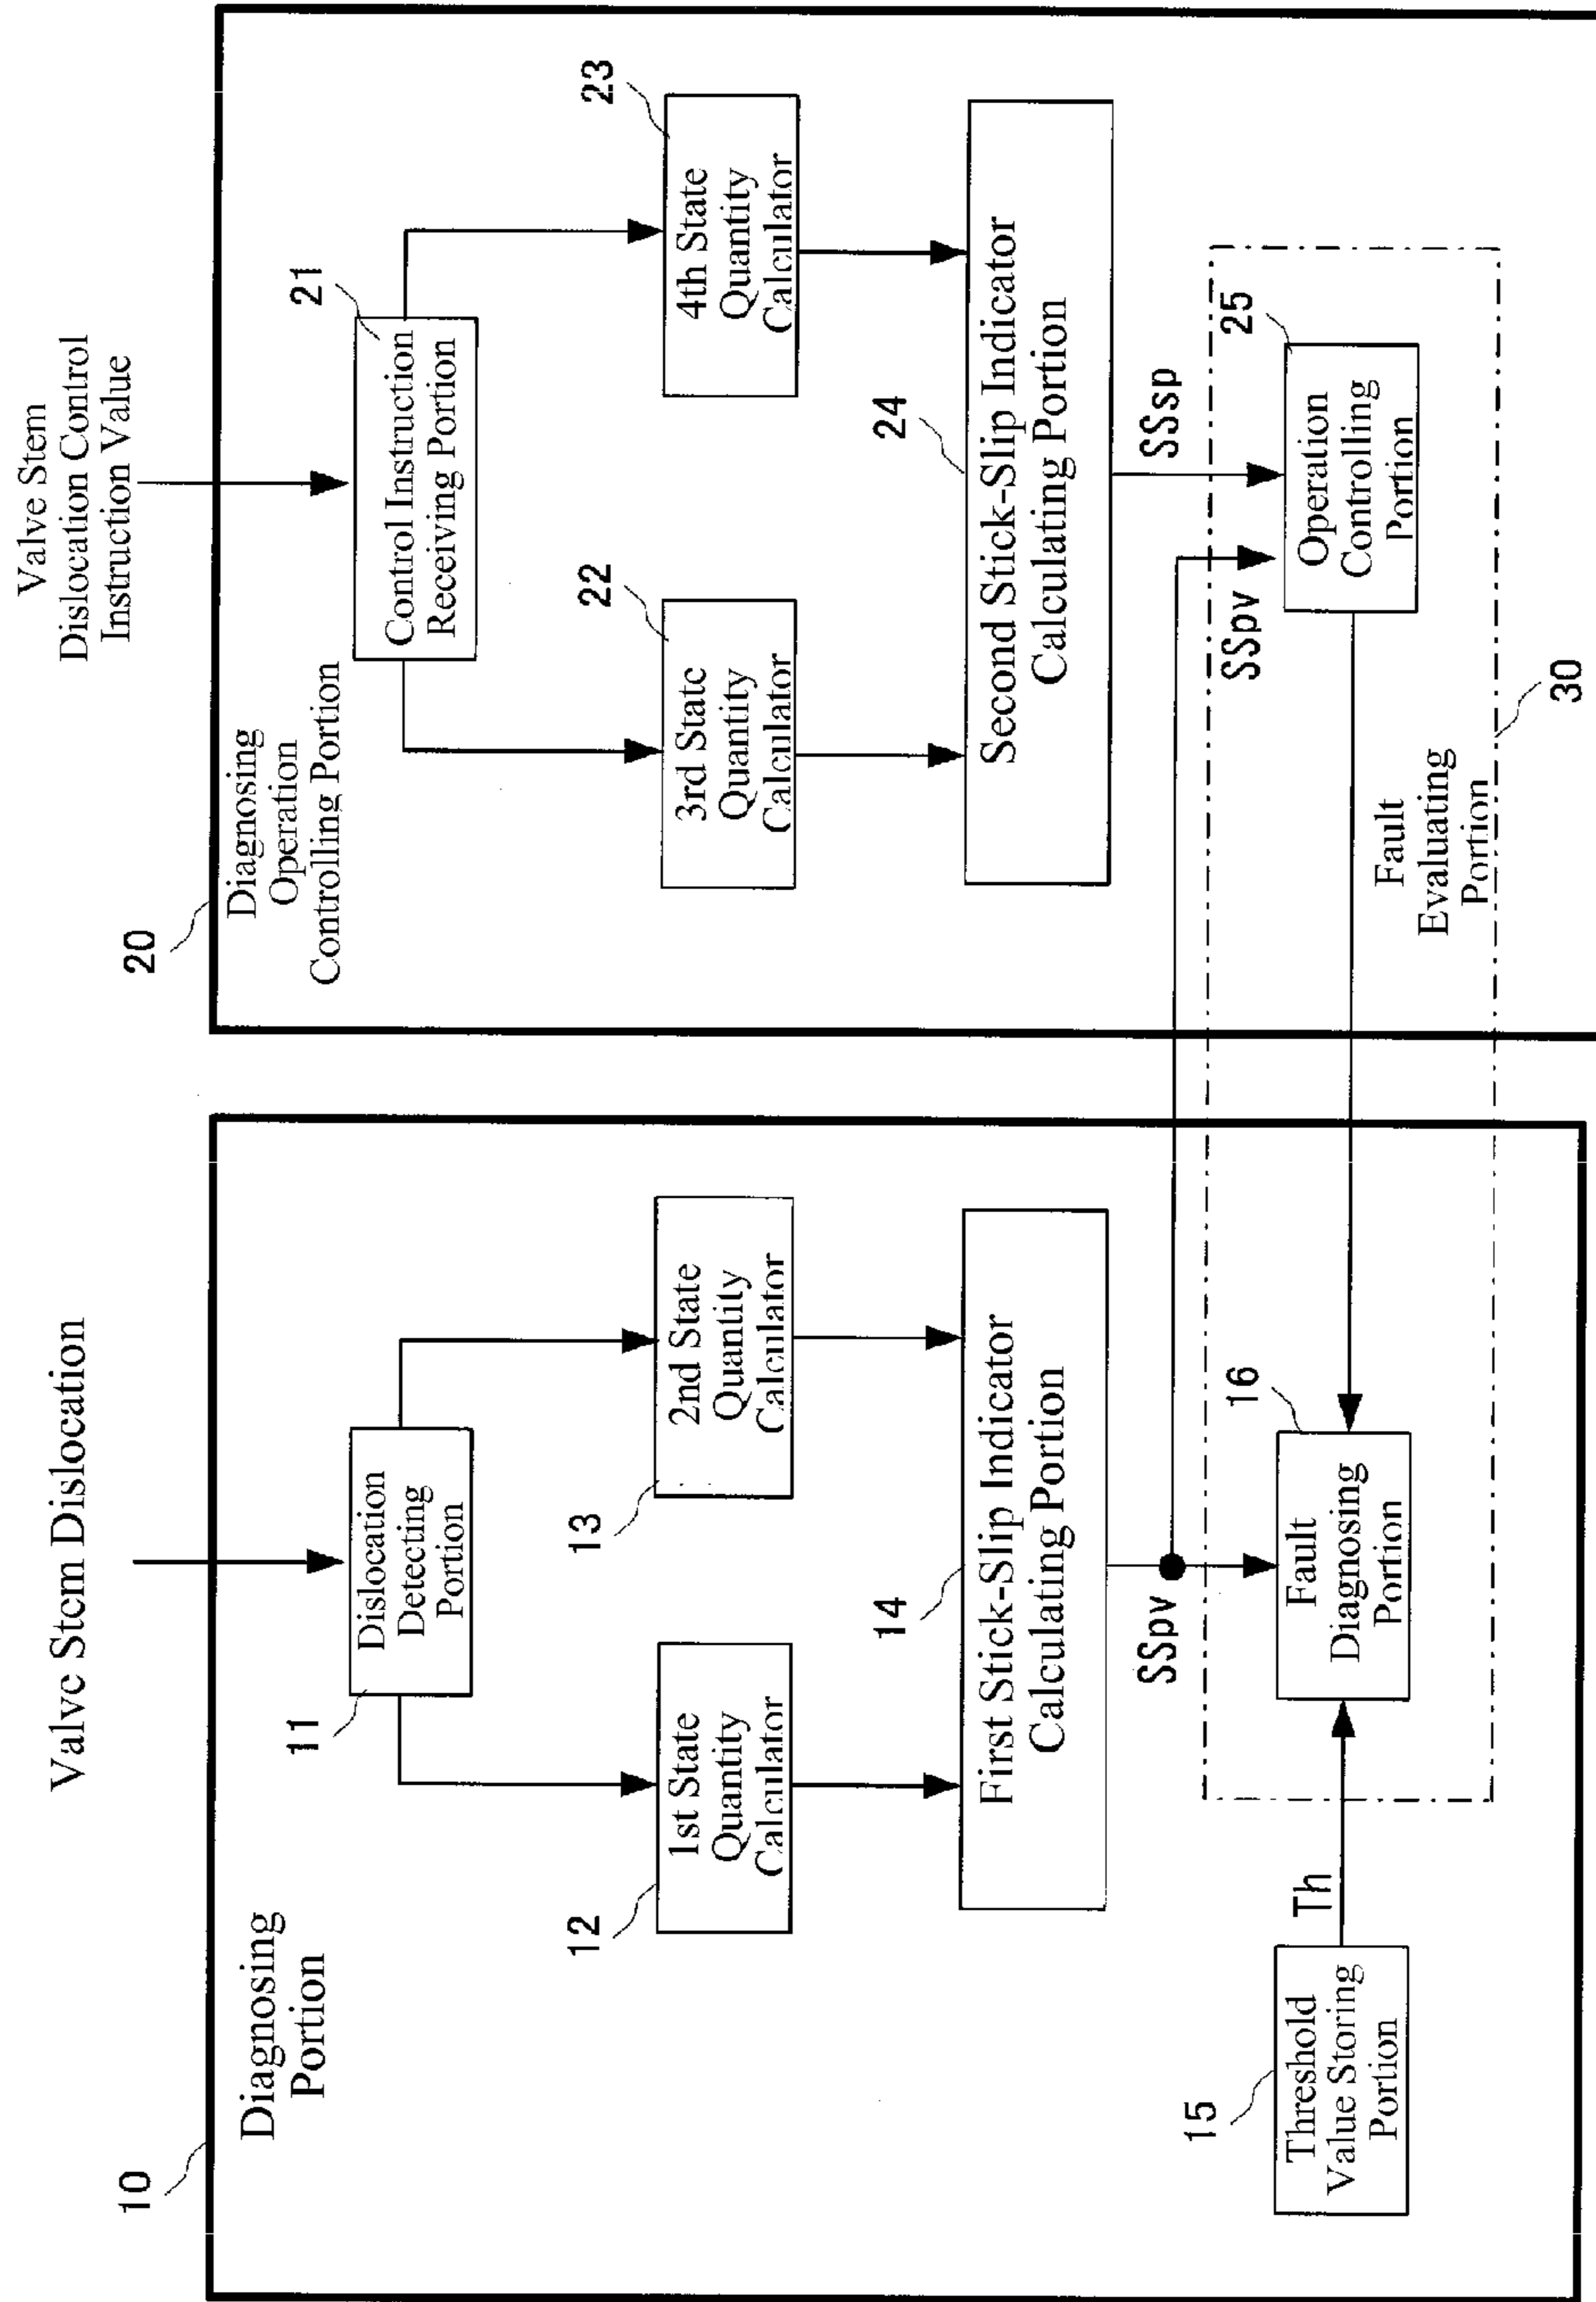 Valve Stem Dislocation
10
Diagnosing
Portion
11
Dislocation
Detecting
Portion
12
1st State
Quantity
Calculator
13
2nd State
Quantity
Calculator
14
First Stick-Slip Indicator
Calculating Portion
SSpv
15
Threshold
Value Storing
Portion
Th
16
Fault
Diagnosing
Portion
Valve Stem
Dislocation Control
Instruction Value
20
Diagnosing
Operation
Controlling Portion
21
Control Instruction
Receiving Portion
22
3rd State
Quantity
Calculator
23
4th State
Quantity
Calculator
24
Second Stick-Slip Indicator
Calculating Portion
SSpv
SSsp
25
Operation
Controlling
Portion
Fault
Evaluating
Portion
30